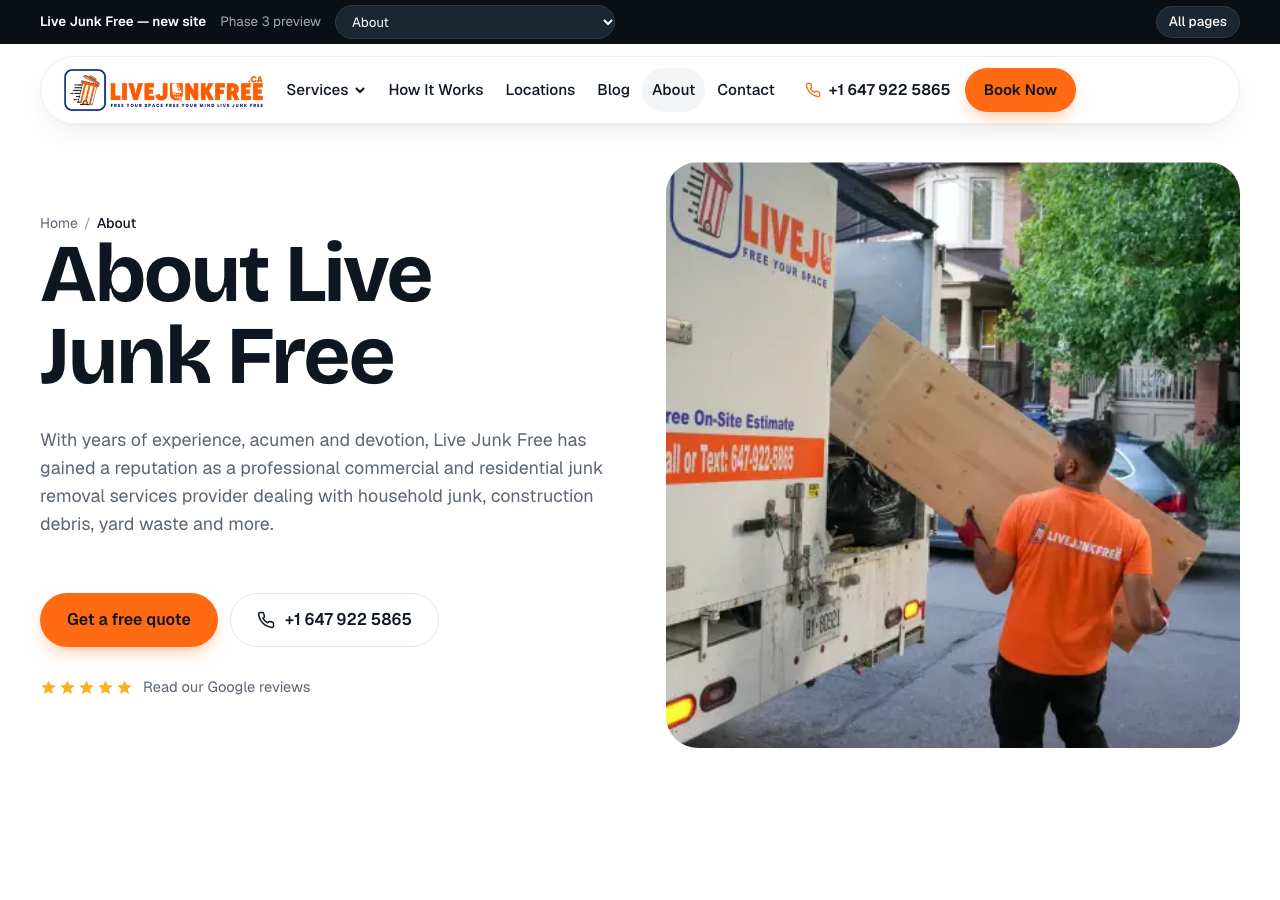 Live Junk Free — new site
Phase 3 preview
About
All pages
LIVEJUNKFREE
.CA
FREE YOUR SPACE FREE YOUR MIND LIVE JUNK FREE
Services
How It Works
Locations
Blog
About
Contact
+1 647 922 5865
Book Now
Home / About
About Live
Junk Free
With years of experience, acumen and devotion, Live Junk Free has
gained a reputation as a professional commercial and residential junk
removal services provider dealing with household junk, construction
debris, yard waste and more.
Get a free quote
+1 647 922 5865
Read our Google reviews
LIVEJU
FREE YOUR SPACE
ree On-Site Estimate
all or Text: 647-922-5865
LIVEJUNKFREE